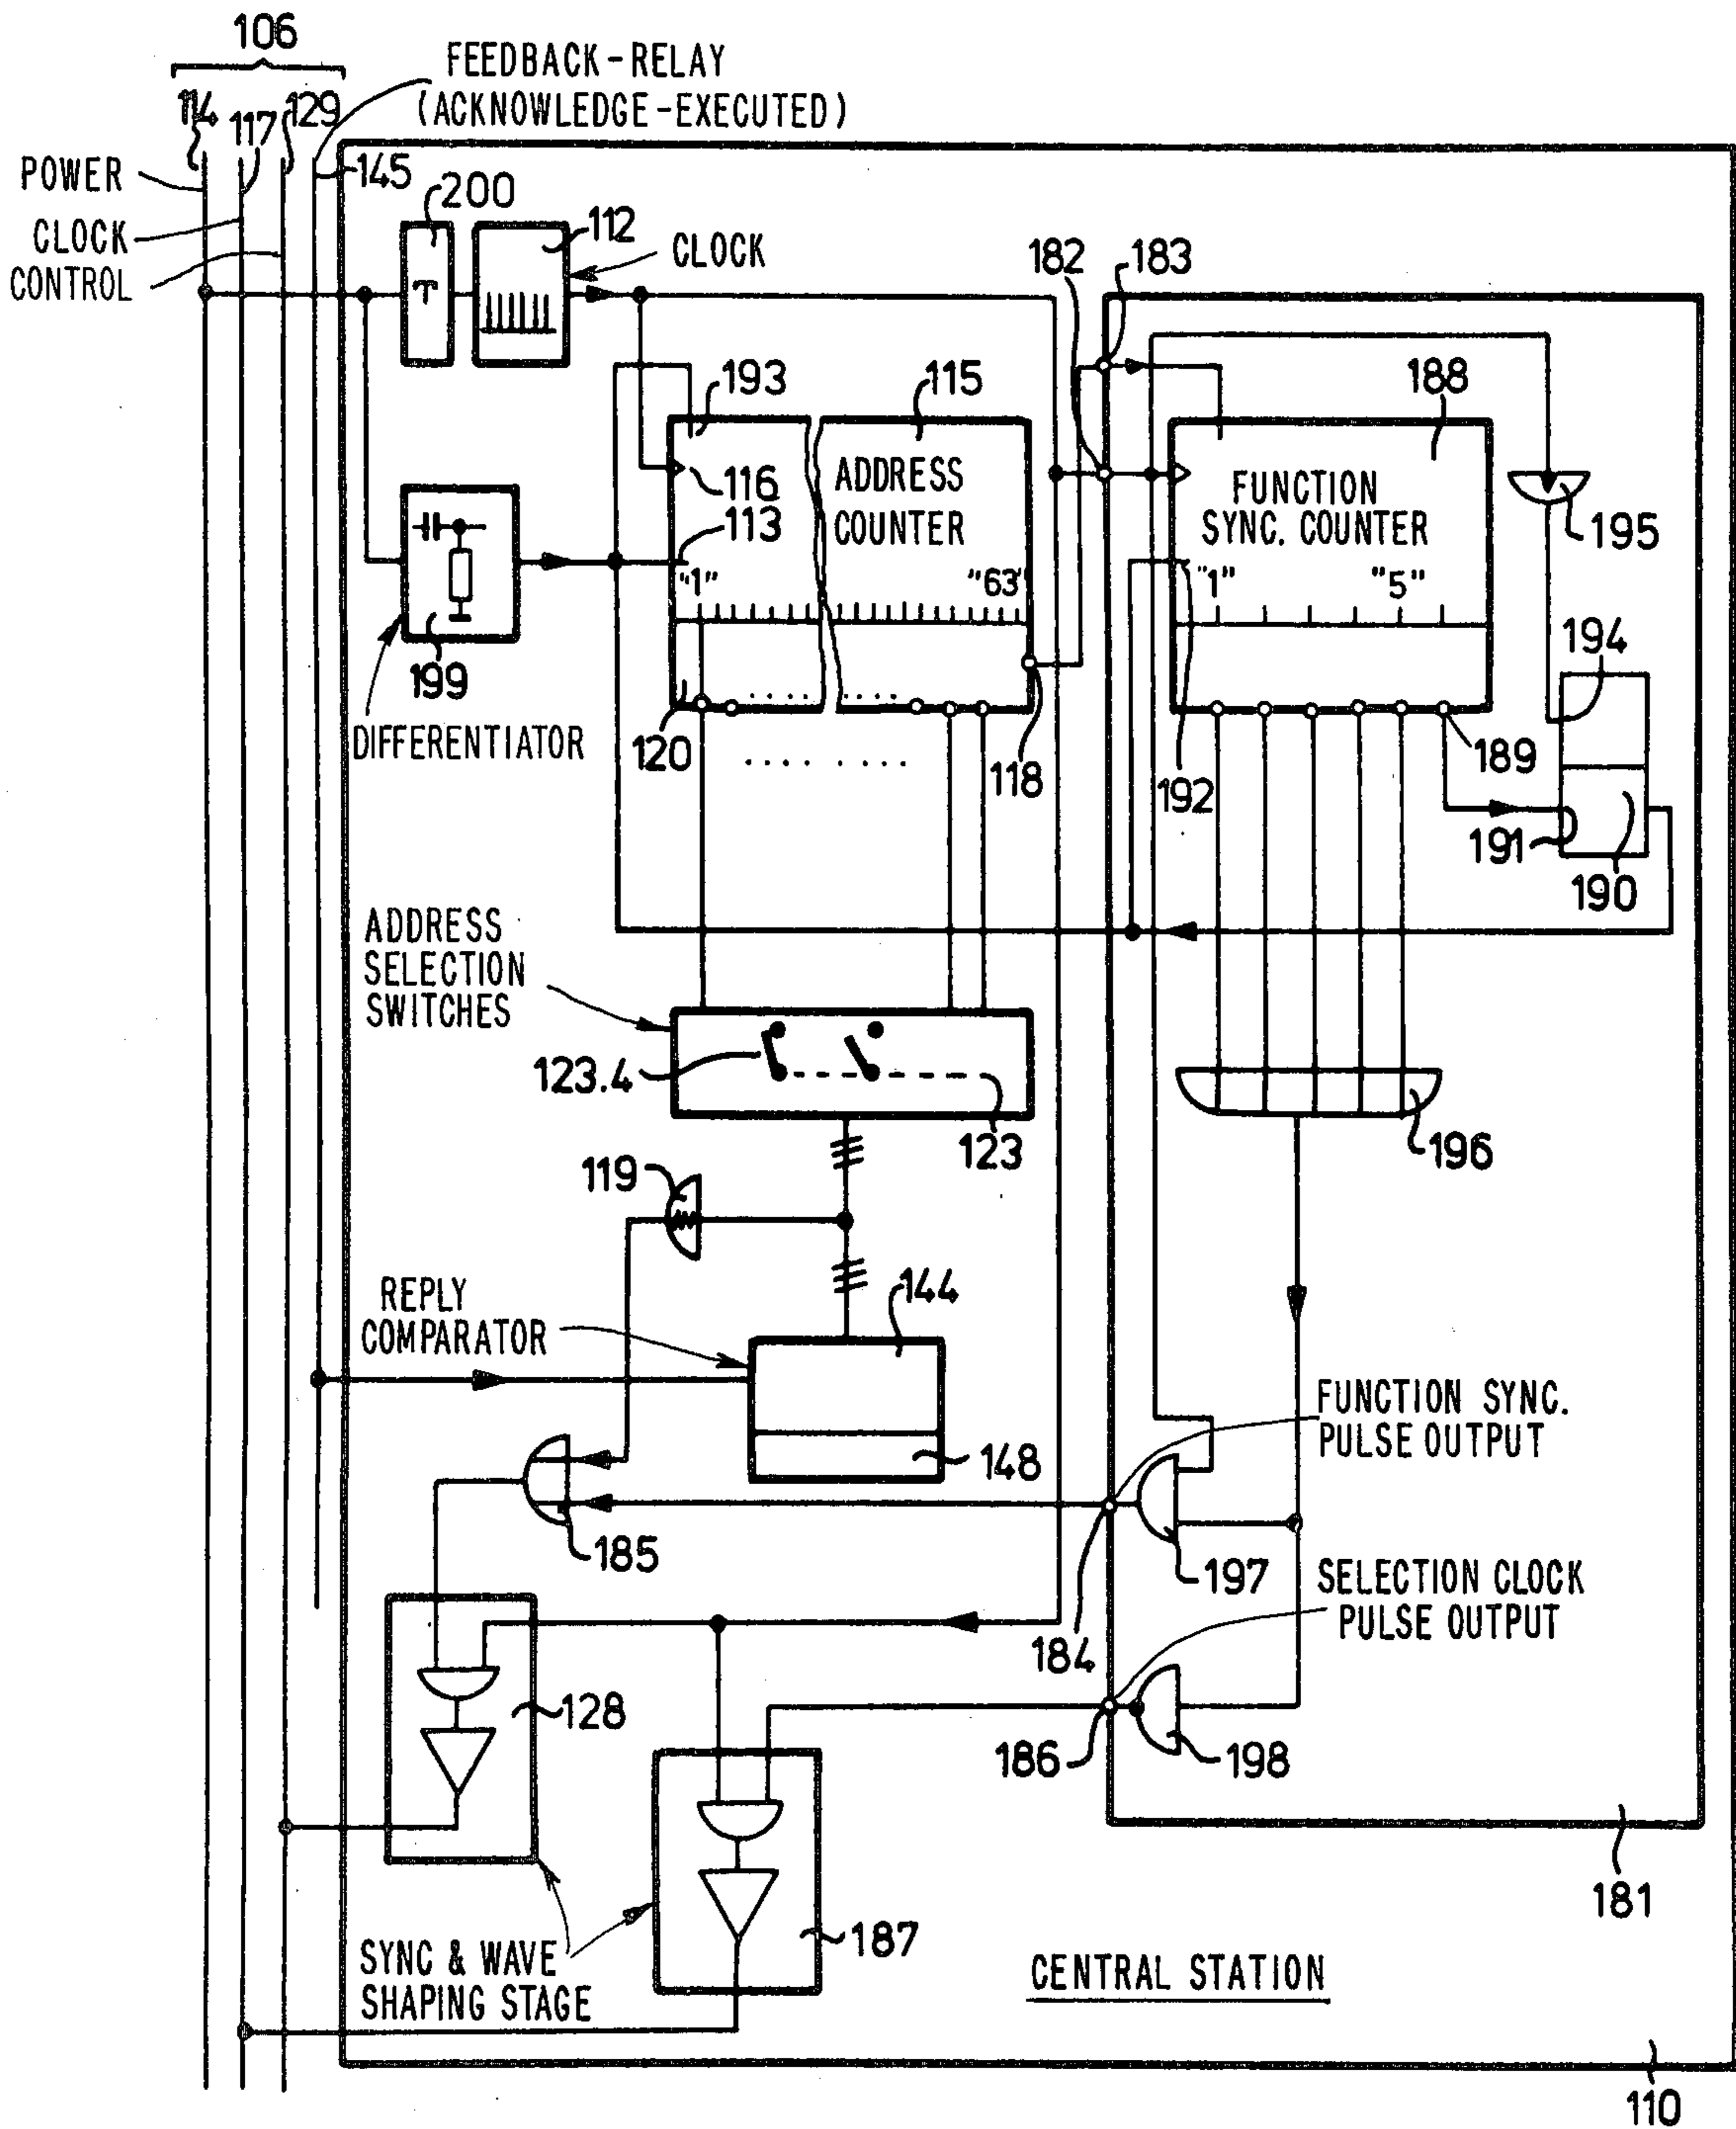 106
FEEDBACK-RELAY
(ACKNOWLEDGE-EXECUTED)
114
117
129
145
POWER
CLOCK
CONTROL
200
T
112
CLOCK
182
183
193
115
188
116
ADDRESS
COUNTER
113
"1"
"63"
FUNCTION
SYNC. COUNTER
"1"
"5"
195
199
DIFFERENTIATOR
120
118
192
189
194
191
190
ADDRESS
SELECTION
SWITCHES
123.4
123
196
119
REPLY
COMPARATOR
144
148
FUNCTION SYNC.
PULSE OUTPUT
185
184
197
SELECTION CLOCK
PULSE OUTPUT
128
186
198
187
181
SYNC & WAVE
SHAPING STAGE
CENTRAL STATION
110